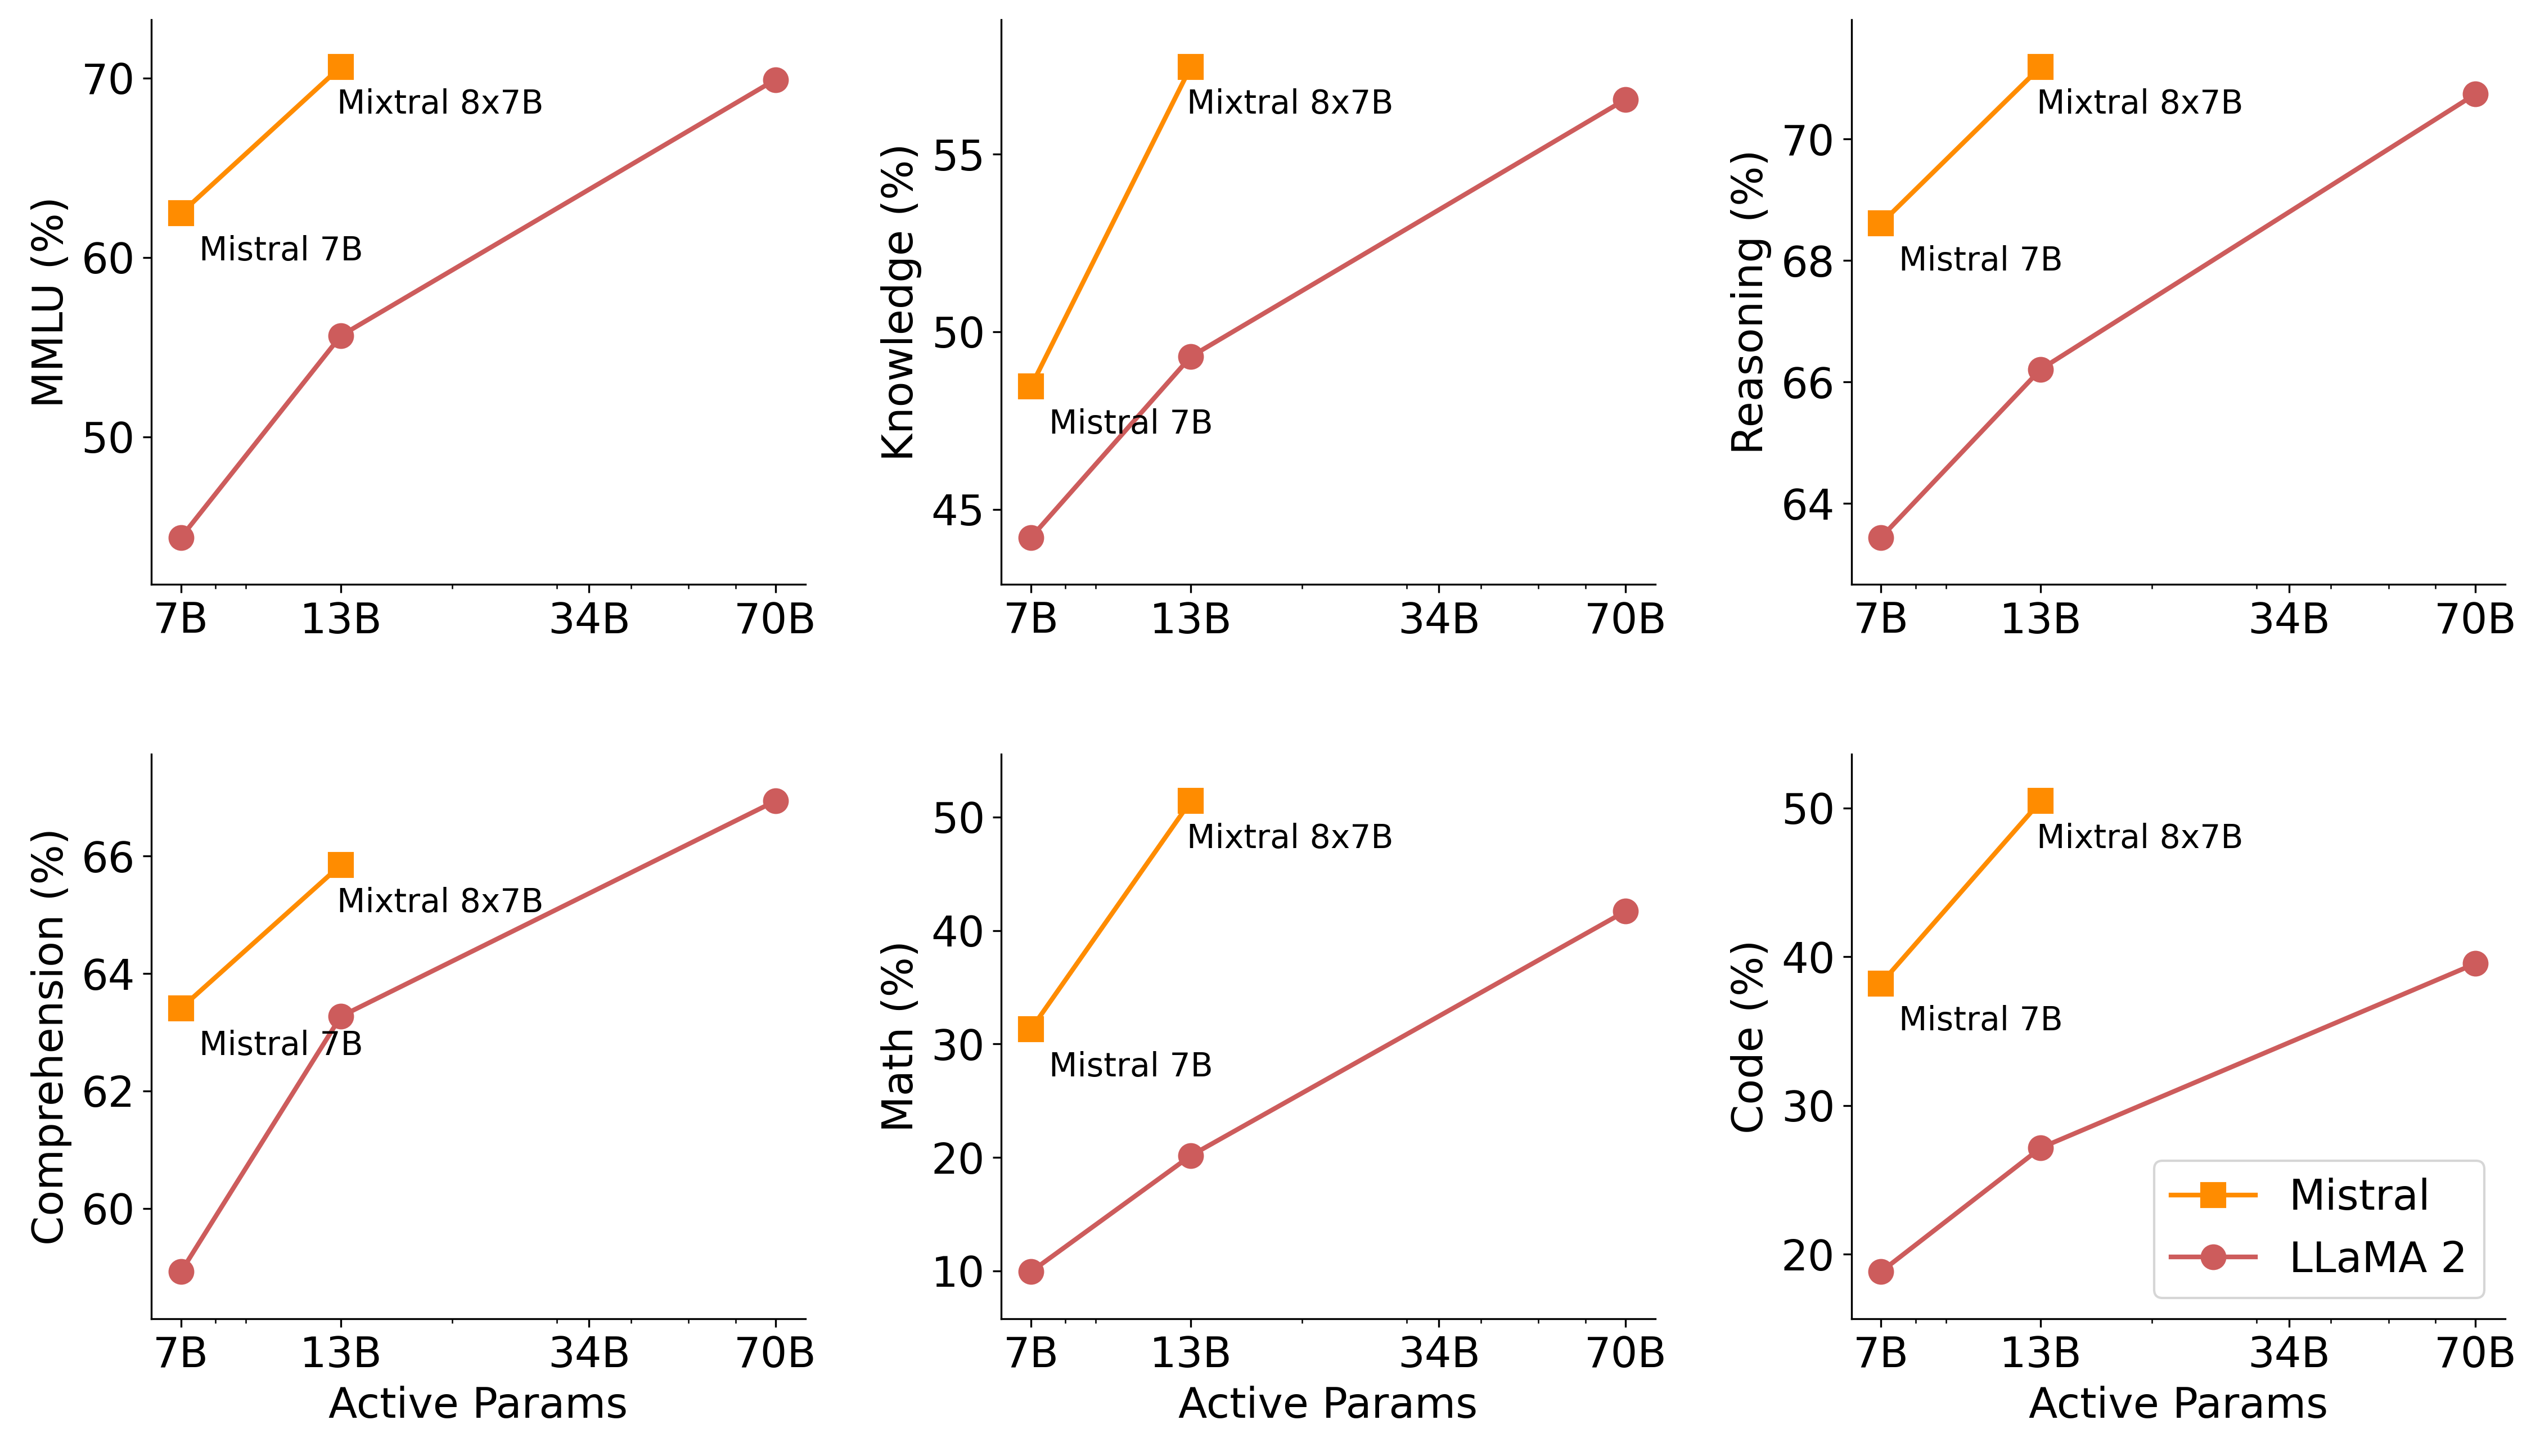 MMLU (%)
70
60
50
Mixtral 8x7B
Mistral 7B
7B 13B 34B 70B
Knowledge (%)
55
50
45
Mixtral 8x7B
Mistral 7B
7B 13B 34B 70B
Reasoning (%)
70
68
66
64
Mixtral 8x7B
Mistral 7B
7B 13B 34B 70B
Comprehension (%)
66
64
62
60
Mixtral 8x7B
Mistral 7B
7B 13B 34B 70B
Active Params
Math (%)
50
40
30
20
10
Mixtral 8x7B
Mistral 7B
7B 13B 34B 70B
Active Params
Code (%)
50
40
30
20
Mixtral 8x7B
Mistral 7B
Mistral
LLaMA 2
7B 13B 34B 70B
Active Params